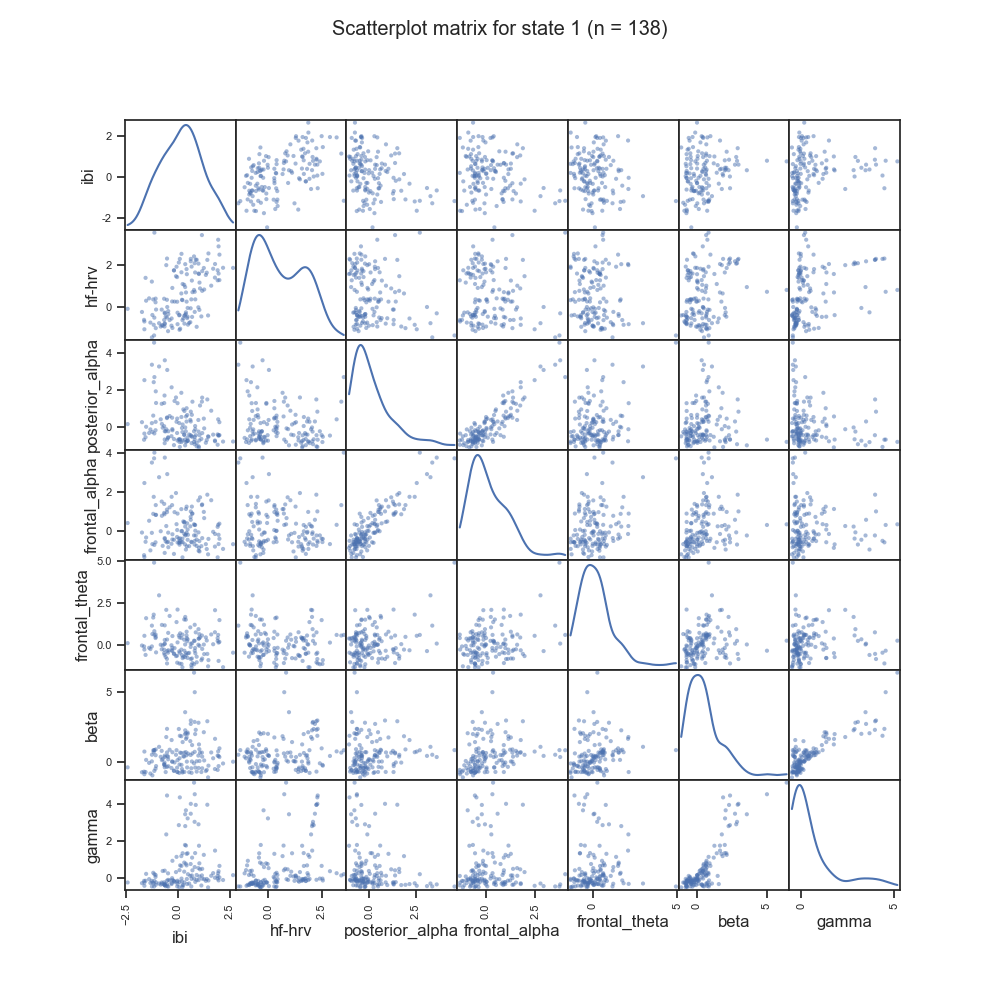 Scatterplot matrix for state 1 (n = 138)
2
0
-2
ibi
2
0
hf-hrv
4
2
0
posterior_alpha
4
2
0
frontal_alpha
5.0
2.5
0.0
frontal_theta
5
0
beta
4
2
0
gamma
−2.5 0.0 2.5
0.0 2.5
0.0 2.5
0.0 2.5
0 5
0 5
0 5
ibi hf-hrv posterior_alpha frontal_alpha frontal_theta beta gamma